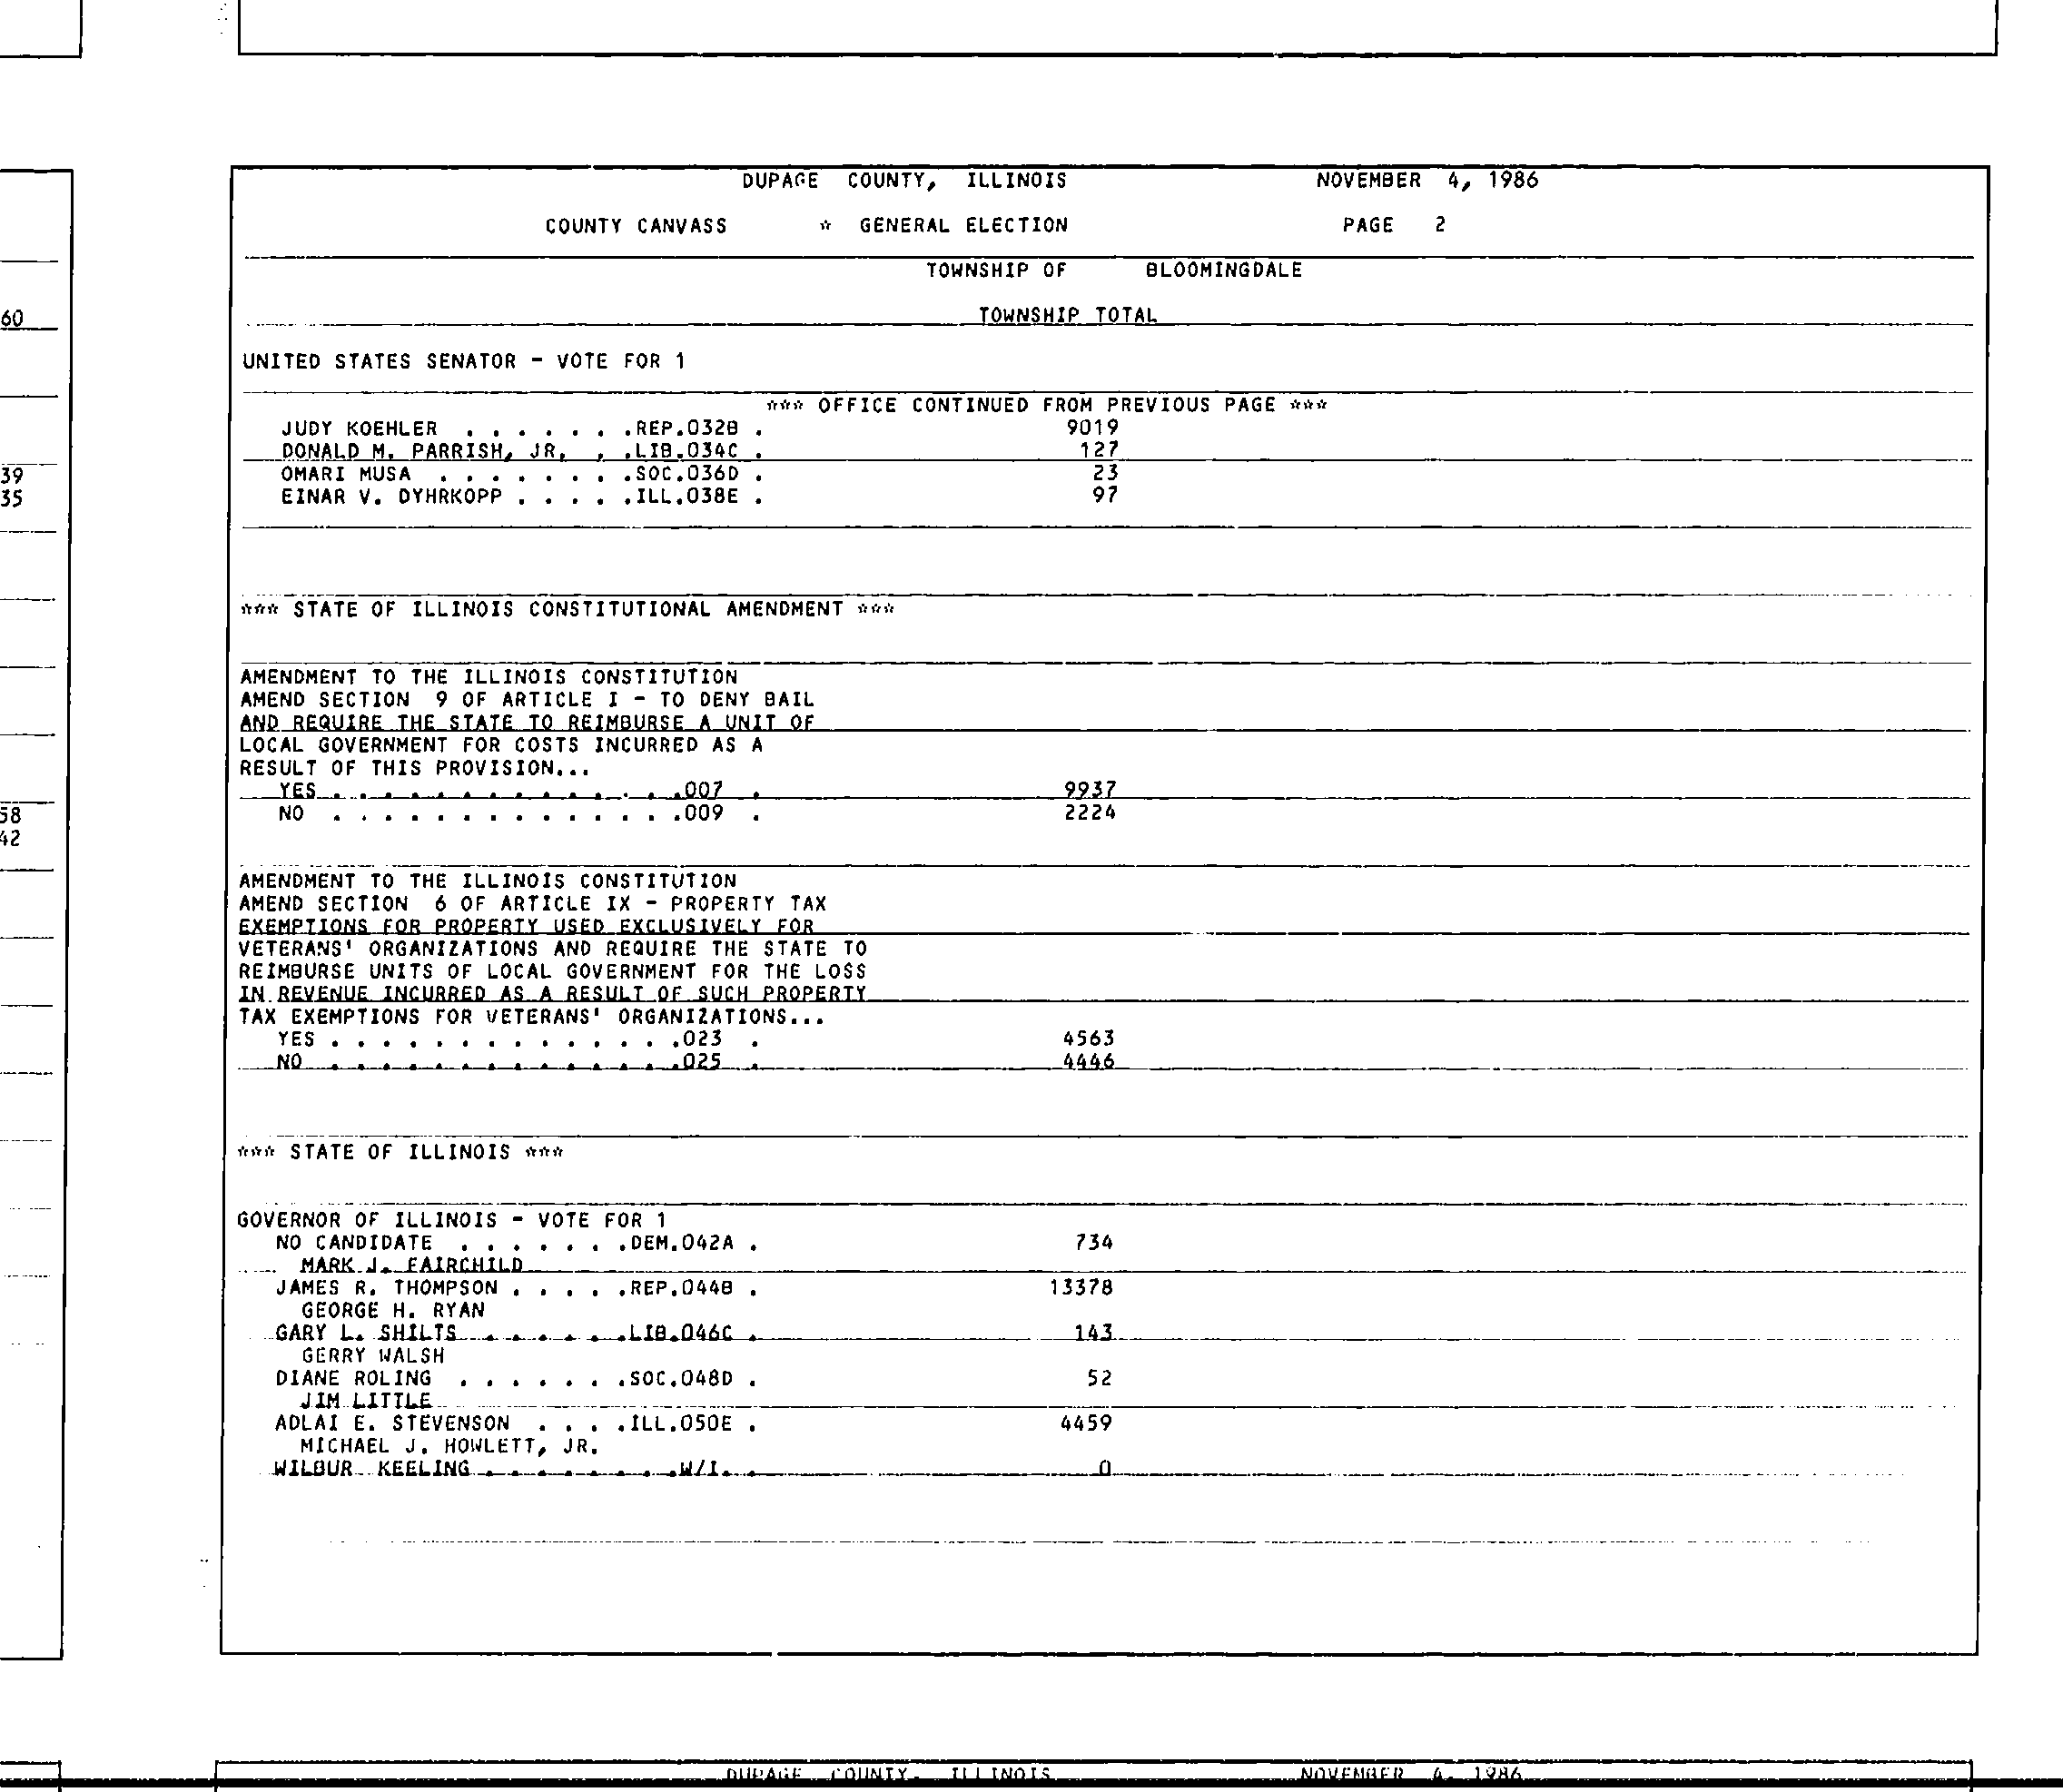 60
39
35
58
42
DUPAGE COUNTY, ILLINOIS NOVEMBER 4, 1986
COUNTY CANVASS * GENERAL ELECTION PAGE 2
TOWNSHIP OF BLOOMINGDALE
TOWNSHIP TOTAL
UNITED STATES SENATOR - VOTE FOR 1
*** OFFICE CONTINUED FROM PREVIOUS PAGE ***
JUDY KOEHLER . . . . . . .REP.032B . 9019
DONALD M. PARRISH, JR. . .LIB.034C . 127
OMARI MUSA . . . . . . . .SOC.036D . 23
EINAR V. DYHRKOPP . . . . .ILL.038E . 97
*** STATE OF ILLINOIS CONSTITUTIONAL AMENDMENT ***
AMENDMENT TO THE ILLINOIS CONSTITUTION
AMEND SECTION 9 OF ARTICLE I - TO DENY BAIL
AND REQUIRE THE STATE TO REIMBURSE A UNIT OF
LOCAL GOVERNMENT FOR COSTS INCURRED AS A
RESULT OF THIS PROVISION...
YES . . . . . . . . . . . . . .007 . 9937
NO . . . . . . . . . . . . . .009 . 2224
AMENDMENT TO THE ILLINOIS CONSTITUTION
AMEND SECTION 6 OF ARTICLE IX - PROPERTY TAX
EXEMPTIONS FOR PROPERTY USED EXCLUSIVELY FOR
VETERANS' ORGANIZATIONS AND REQUIRE THE STATE TO
REIMBURSE UNITS OF LOCAL GOVERNMENT FOR THE LOSS
IN REVENUE INCURRED AS A RESULT OF SUCH PROPERTY
TAX EXEMPTIONS FOR VETERANS' ORGANIZATIONS...
YES . . . . . . . . . . . . . .023 . 4563
NO . . . . . . . . . . . . . .025 . 4446
*** STATE OF ILLINOIS ***
GOVERNOR OF ILLINOIS - VOTE FOR 1
NO CANDIDATE . . . . . . .DEM.042A . 734
MARK J. FAIRCHILD
JAMES R. THOMPSON . . . . .REP.044B . 13378
GEORGE H. RYAN
GARY L. SHILTS . . . . . .LIB.046C . 143
GERRY WALSH
DIANE ROLING . . . . . . .SOC.048D . 52
JIM LITTLE
ADLAI E. STEVENSON . . . .ILL.050E . 4459
MICHAEL J. HOWLETT, JR.
WILBUR KEELING . . . . . . . .W/I. . 0
DUPAGE COUNTY, ILLINOIS NOVEMBER 4, 1986